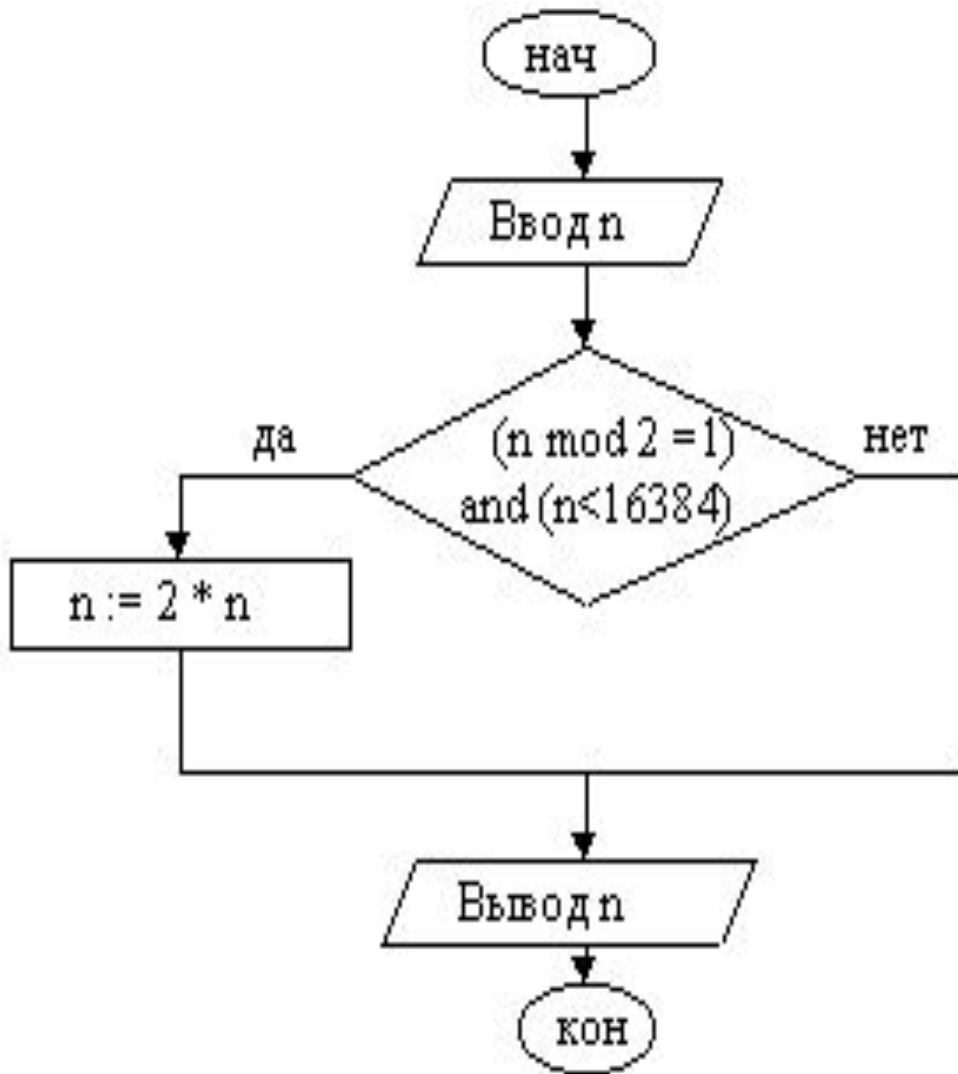 нач
Ввод n
да
(n mod 2 =1)
нет
and (n<16384)
n := 2 * n
Вывод n
кон